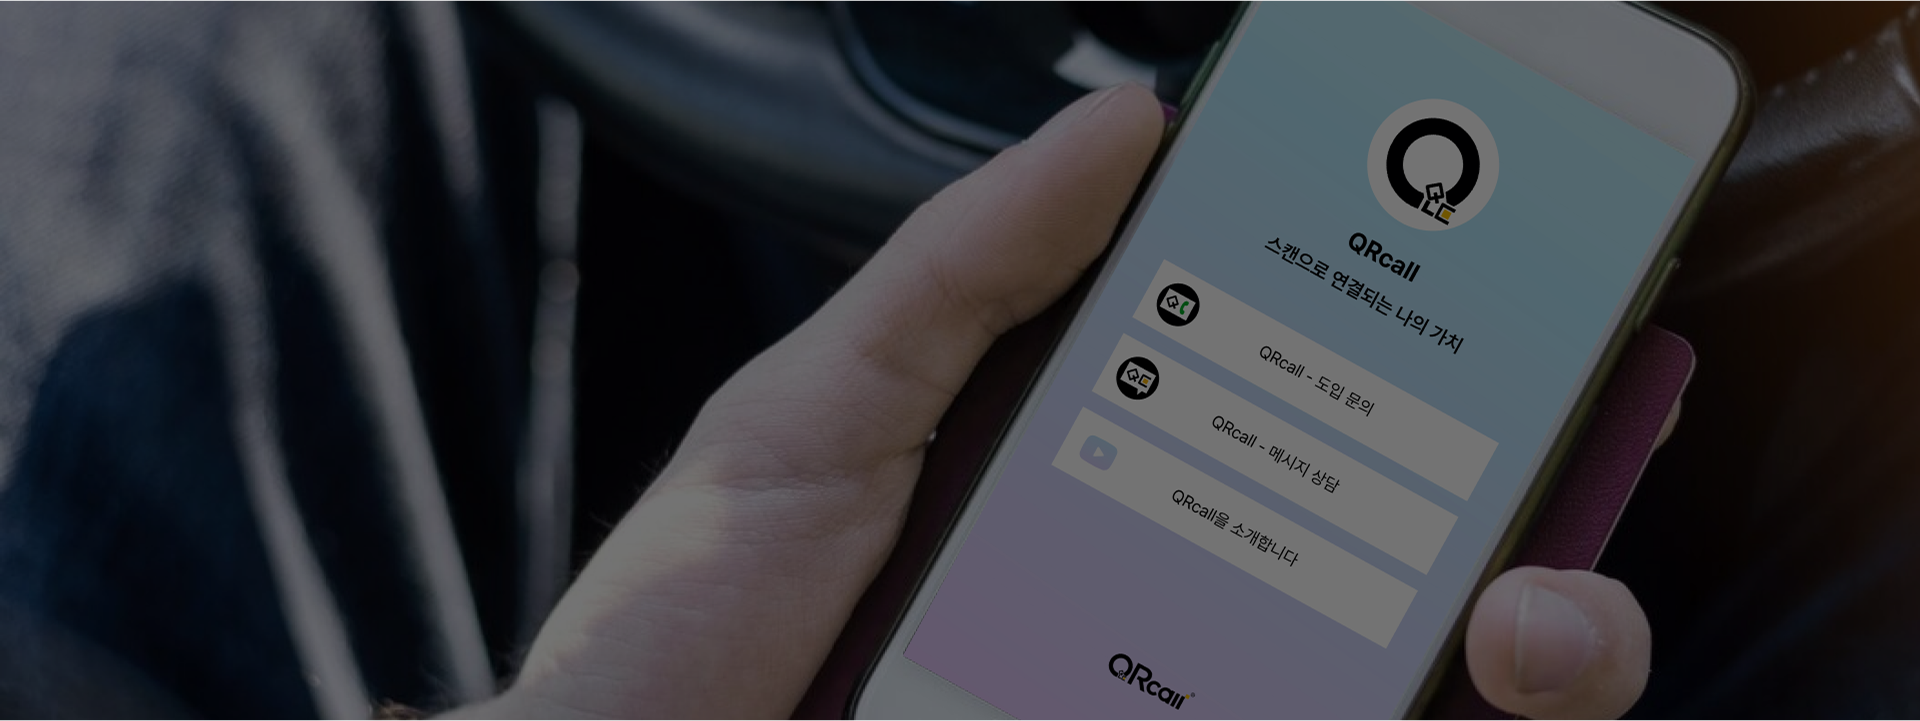 QRcall
스캔으로 연결되는 나의 가치
QRcall - 도입 문의
QRcall - 메시지 상담
QRcall을 소개합니다
QRcall